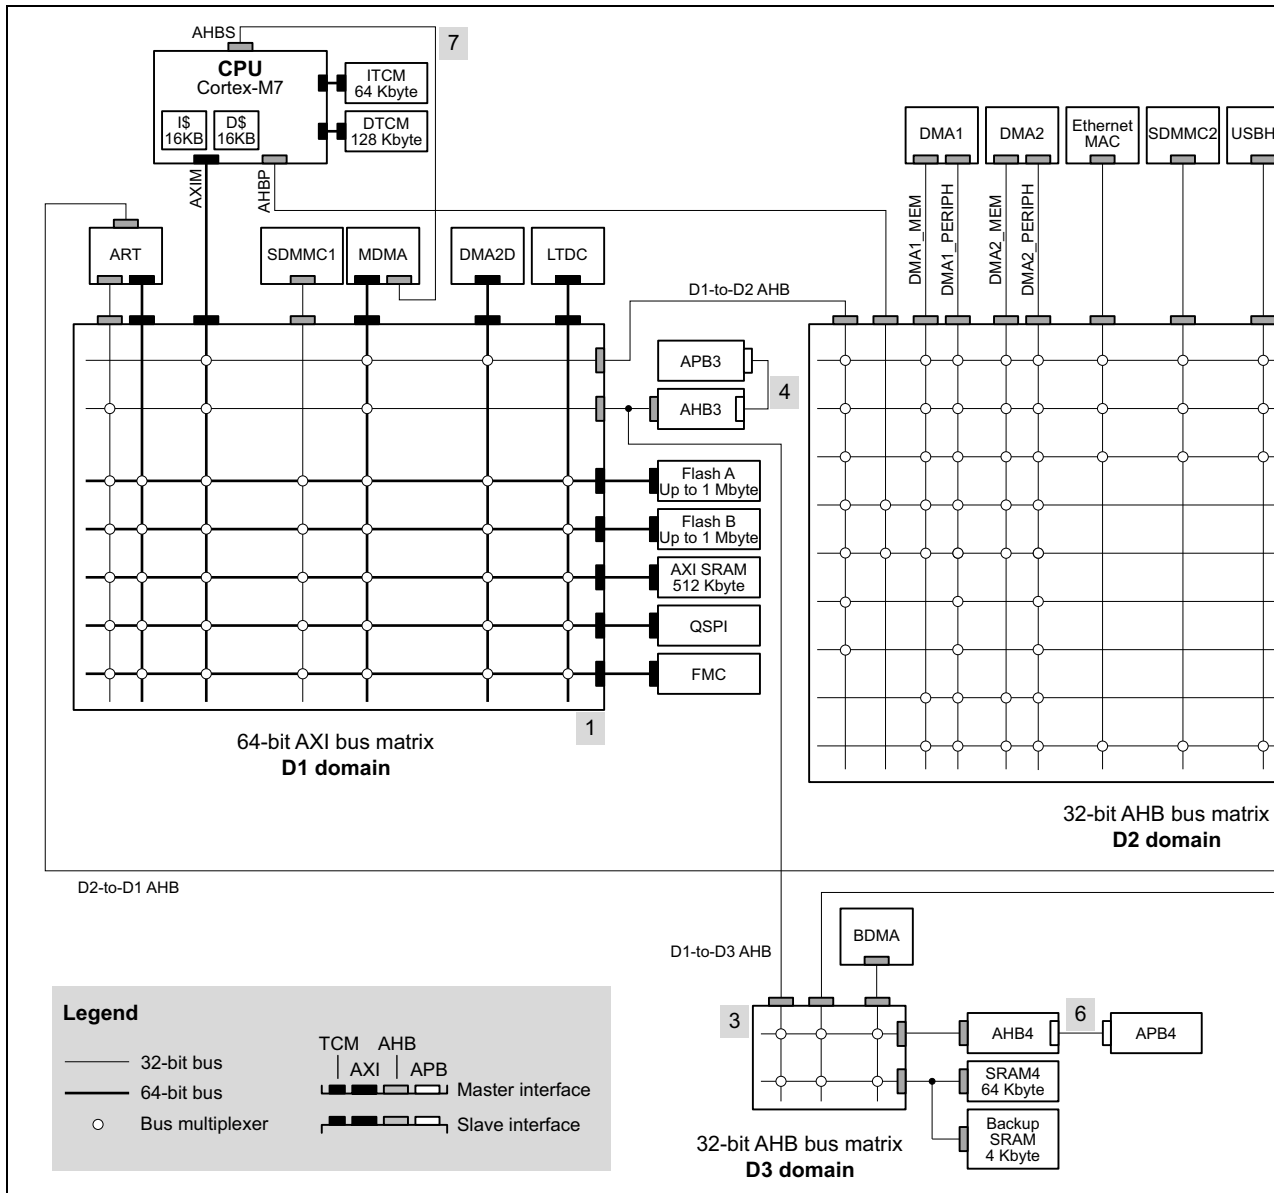 AHBS
7
CPU
Cortex-M7
ITCM
64 Kbyte
I$
16KB
D$
16KB
DTCM
128 Kbyte
AXIM
AHBP
DMA1
DMA2
Ethernet
MAC
SDMMC2
USBH
DMA1_MEM
DMA1_PERIPH
DMA2_MEM
DMA2_PERIPH
ART
SDMMC1
MDMA
DMA2D
LTDC
D1-to-D2 AHB
APB3
4
AHB3
Flash A
Up to 1 Mbyte
Flash B
Up to 1 Mbyte
AXI SRAM
512 Kbyte
QSPI
FMC
1
64-bit AXI bus matrix
D1 domain
32-bit AHB bus matrix
D2 domain
D2-to-D1 AHB
BDMA
D1-to-D3 AHB
3
AHB4
6
APB4
SRAM4
64 Kbyte
Backup
SRAM
4 Kbyte
32-bit AHB bus matrix
D3 domain
Legend
32-bit bus
64-bit bus
Bus multiplexer
TCM
AHB
AXI
APB
Master interface
Slave interface